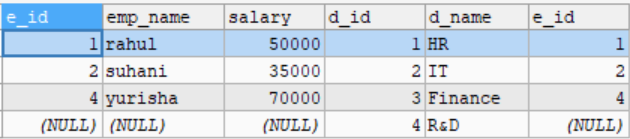 e_id emp_name salary d_id d_name e_id
1 rahul 50000 1 HR 1
2 suhani 35000 2 IT 2
4 yurisha 70000 3 Finance 4
(NULL) (NULL) (NULL) 4 R&D (NULL)